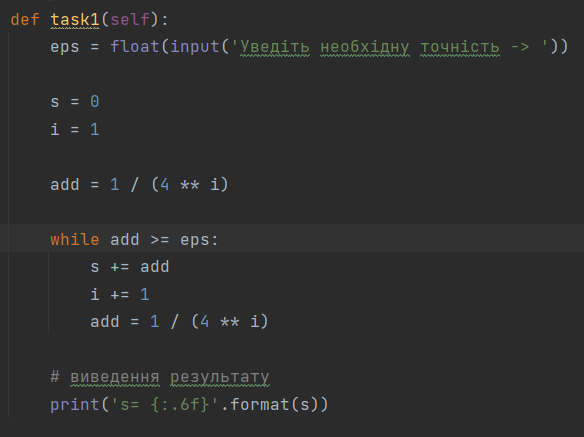 def task1(self):
    eps = float(input('Уведіть необхідну точність -> '))
    s = 0
    i = 1
    add = 1 / (4 ** i)
    while add >= eps:
        s += add
        i += 1
        add = 1 / (4 ** i)
    # виведення результату
    print('s= {:.6f}'.format(s))